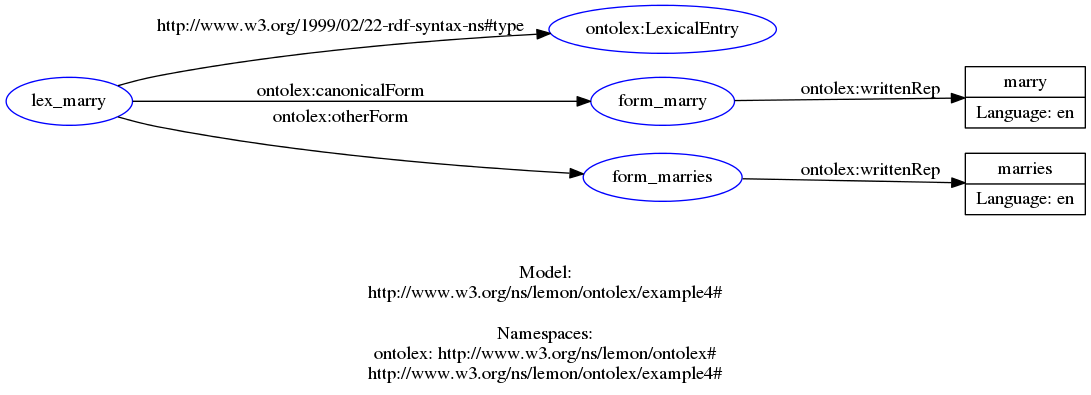 http://www.w3.org/1999/02/22-rdf-syntax-ns#type
ontolex:LexicalEntry
lex_marry
ontolex:canonicalForm
form_marry
ontolex:writtenRep
marry
Language: en
ontolex:otherForm
form_marries
ontolex:writtenRep
marries
Language: en
Model:
http://www.w3.org/ns/lemon/ontolex/example4#
Namespaces:
ontolex: http://www.w3.org/ns/lemon/ontolex#
http://www.w3.org/ns/lemon/ontolex/example4#